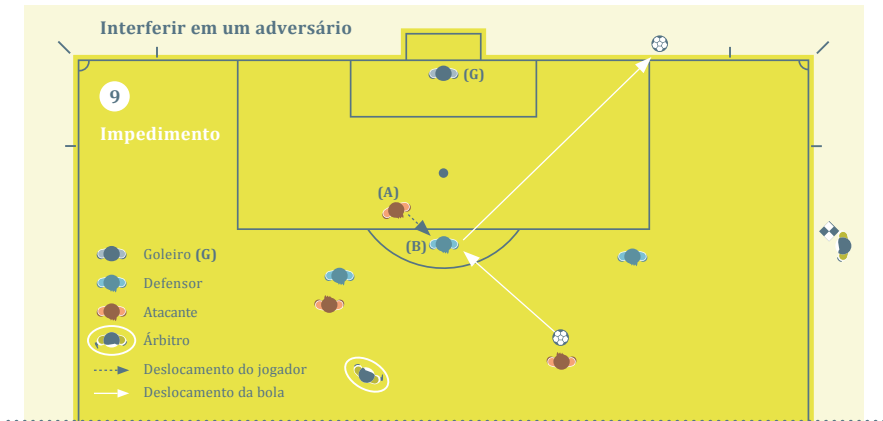 Interferir em um adversário
(G)
9
Impedimento
(A)
(B)
Goleiro (G)
Defensor
Atacante
Árbitro
Deslocamento do jogador
Deslocamento da bola